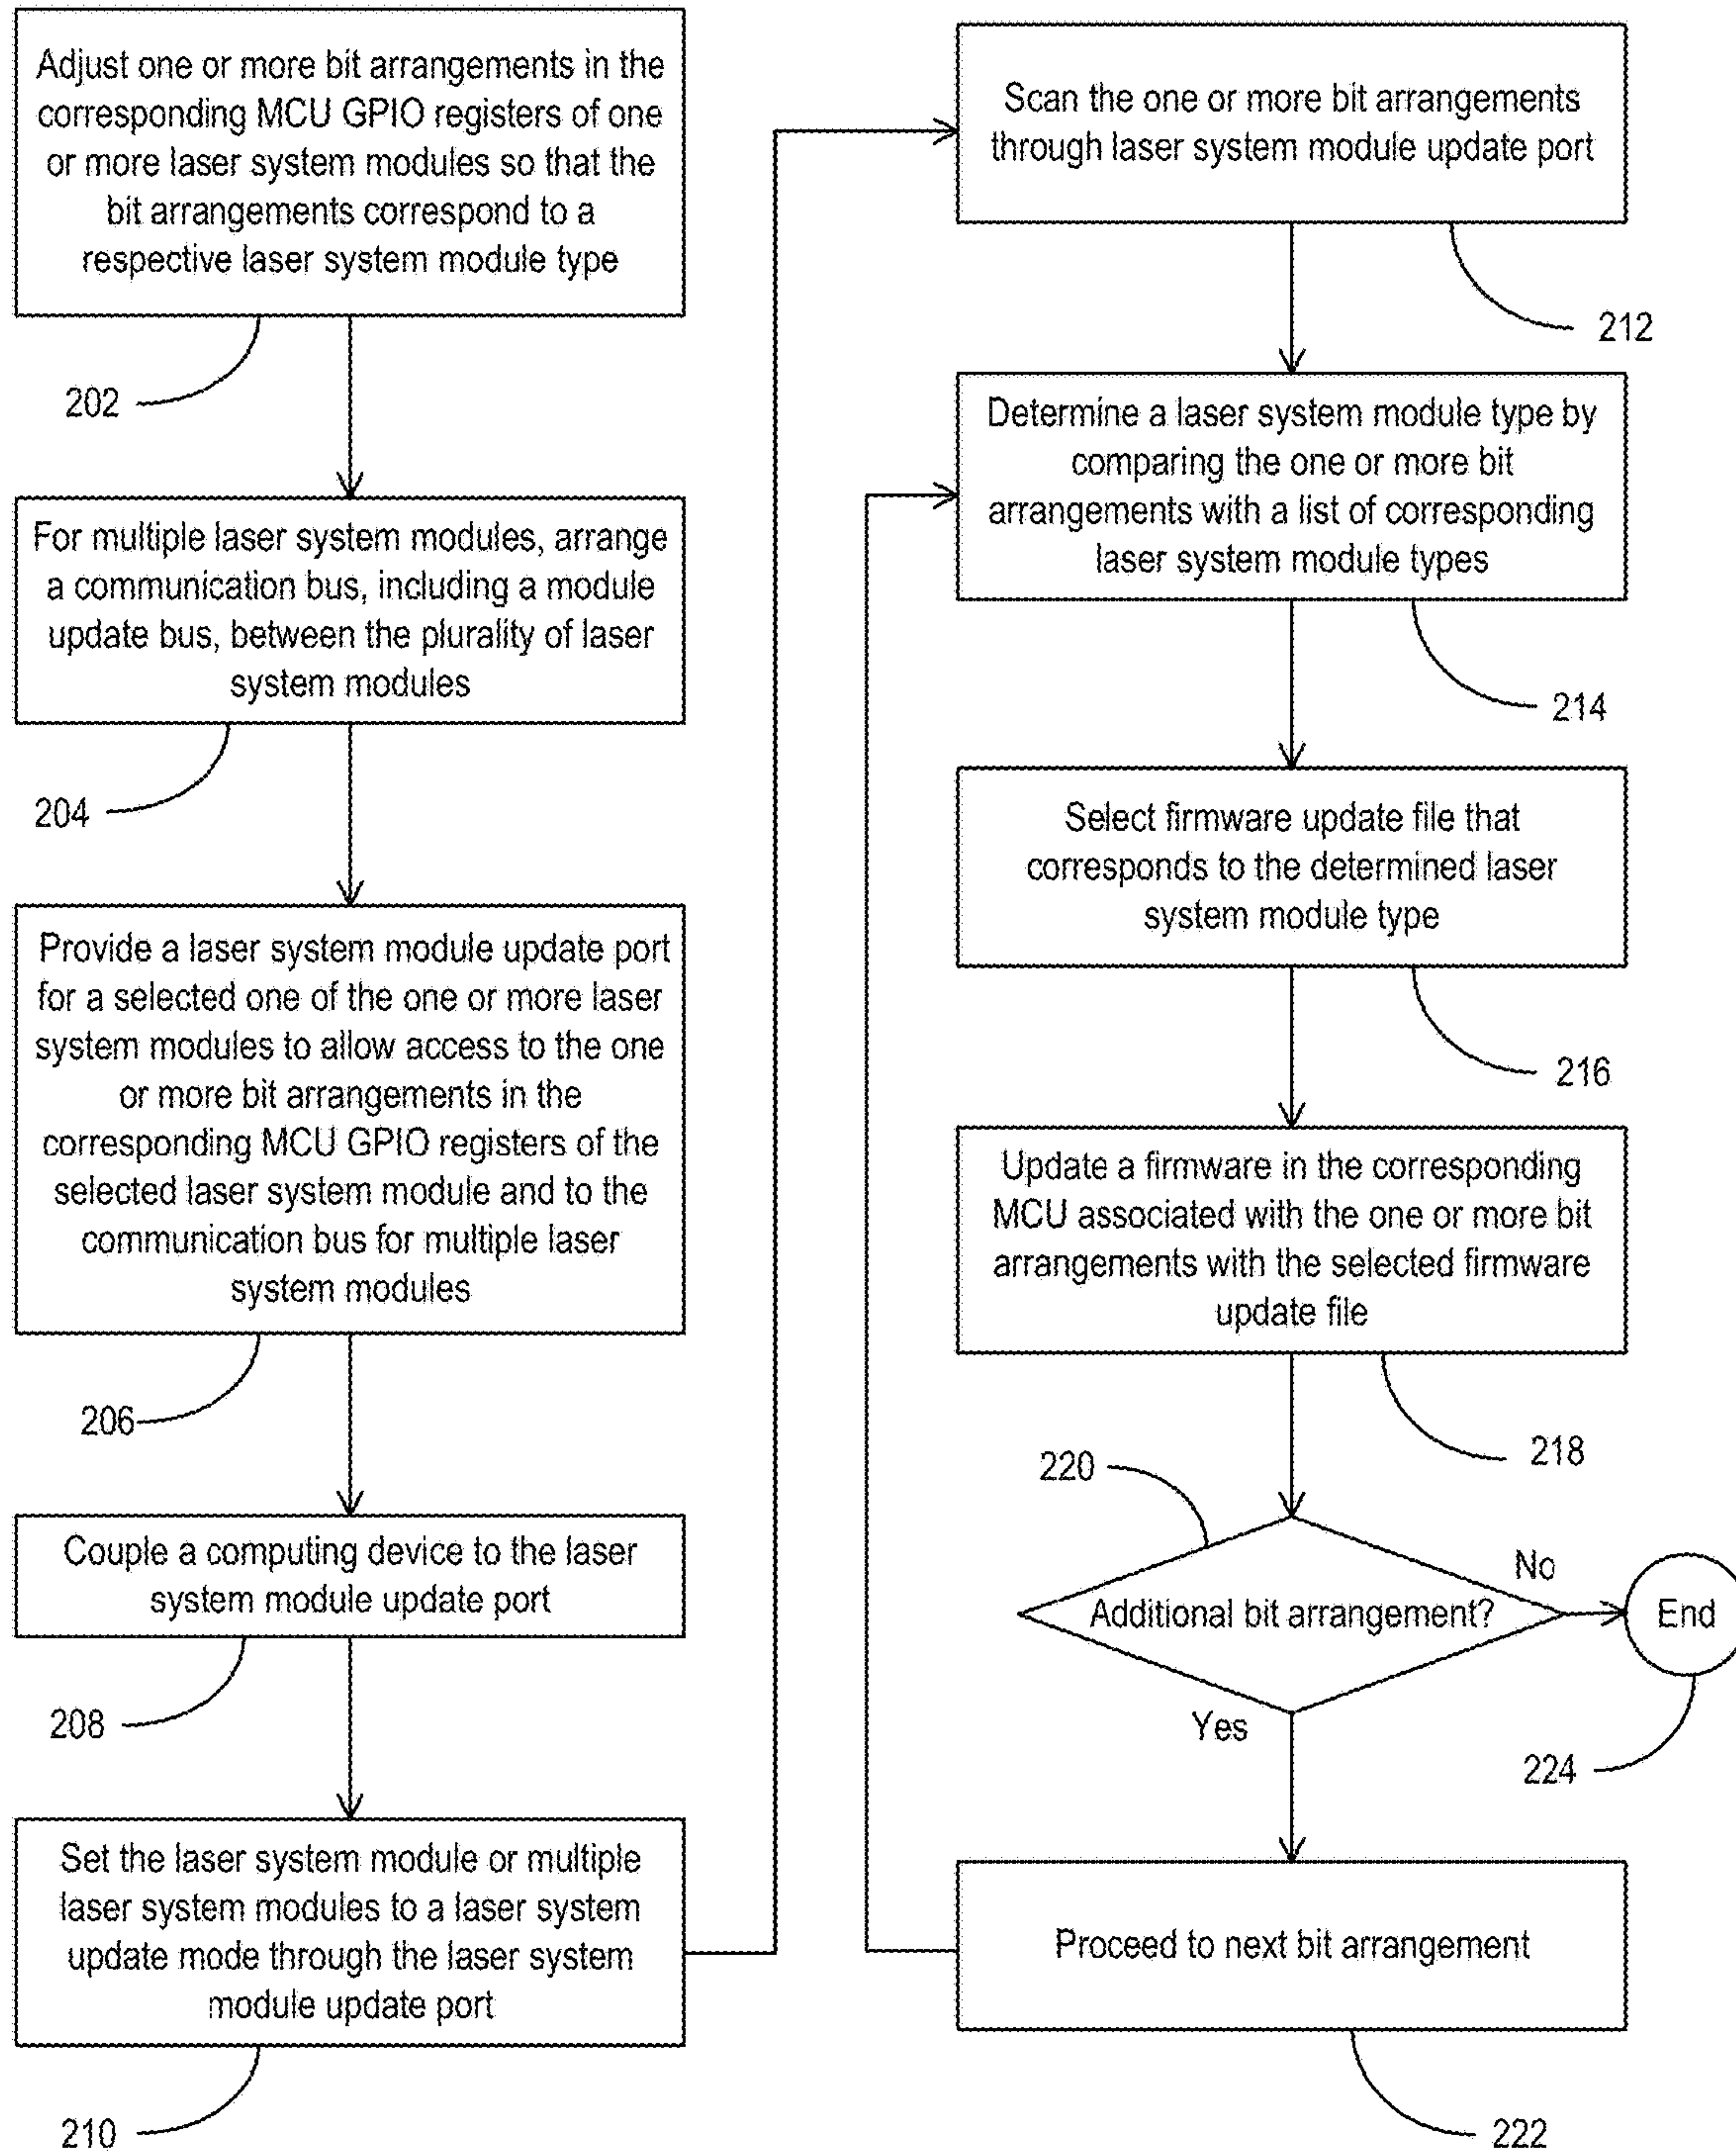 Adjust one or more bit arrangements in the
corresponding MCU GPIO registers of one
or more laser system modules so that the
bit arrangements correspond to a
respective laser system module type
202
For multiple laser system modules, arrange
a communication bus, including a module
update bus, between the plurality of laser
system modules
204
Provide a laser system module update port
for a selected one of the one or more laser
system modules to allow access to the one
or more bit arrangements in the
corresponding MCU GPIO registers of the
selected laser system module and to the
communication bus for multiple laser
system modules
206
Couple a computing device to the laser
system module update port
208
Set the laser system module or multiple
laser system modules to a laser system
update mode through the laser system
module update port
210
Scan the one or more bit arrangements
through laser system module update port
212
Determine a laser system module type by
comparing the one or more bit
arrangements with a list of corresponding
laser system module types
214
Select firmware update file that
corresponds to the determined laser
system module type
216
Update a firmware in the corresponding
MCU associated with the one or more bit
arrangements with the selected firmware
update file
218
220
Additional bit arrangement?
No
End
224
Yes
Proceed to next bit arrangement
222